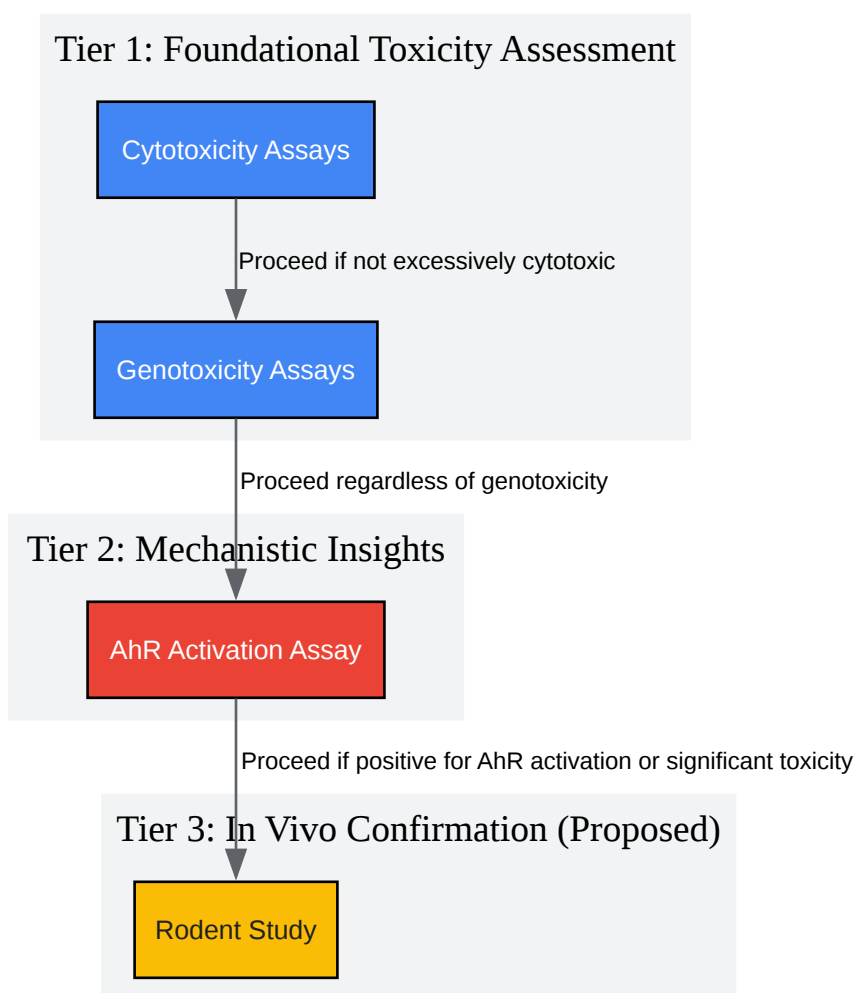 Tier 1: Foundational Toxicity Assessment
Cytotoxicity Assays
Proceed if not excessively cytotoxic
Genotoxicity Assays
Proceed regardless of genotoxicity
Tier 2: Mechanistic Insights
AhR Activation Assay
Proceed if positive for AhR activation or significant toxicity
Tier 3: In Vivo Confirmation (Proposed)
Rodent Study